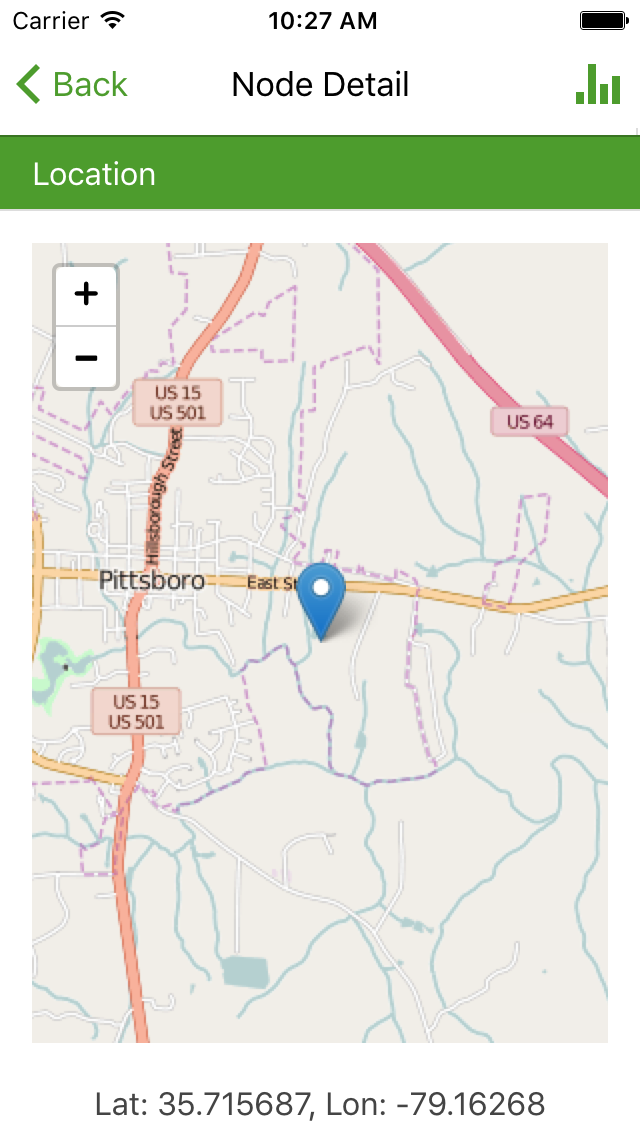 Carrier 10:27 AM
Back Node Detail
Location
+
−
US 15
US 501
US 64
Hillsborough Street
Pittsboro East St
US 15
US 501
Lat: 35.715687, Lon: -79.16268